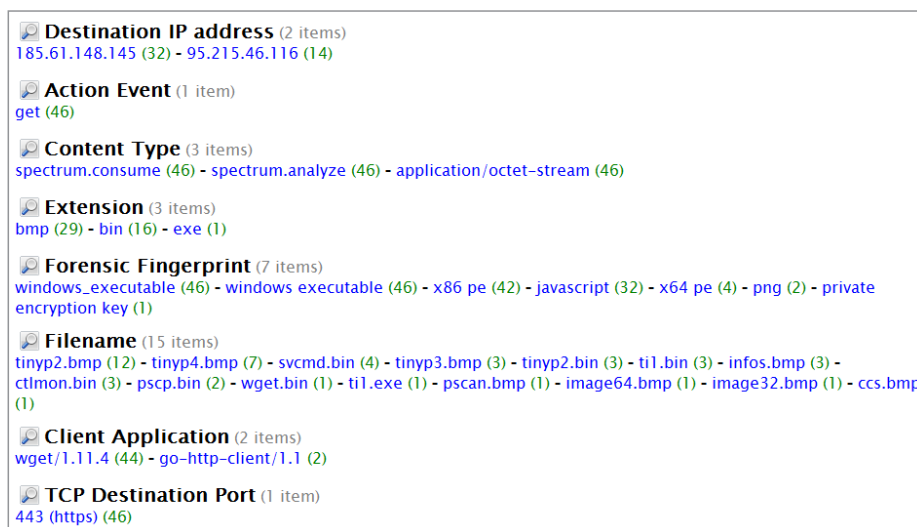 Destination IP address (2 items)
185.61.148.145 (32) - 95.215.46.116 (14)
Action Event (1 item)
get (46)
Content Type (3 items)
spectrum.consume (46) - spectrum.analyze (46) - application/octet-stream (46)
Extension (3 items)
bmp (29) - bin (16) - exe (1)
Forensic Fingerprint (7 items)
windows_executable (46) - windows executable (46) - x86 pe (42) - javascript (32) - x64 pe (4) - png (2) - private
encryption key (1)
Filename (15 items)
tinyp2.bmp (12) - tinyp4.bmp (7) - svcmd.bin (4) - tinyp3.bmp (3) - tinyp2.bin (3) - ti1.bin (3) - infos.bmp (3) -
ctlmon.bin (3) - pscp.bin (2) - wget.bin (1) - ti1.exe (1) - pscan.bmp (1) - image64.bmp (1) - image32.bmp (1) - ccs.bmp
(1)
Client Application (2 items)
wget/1.11.4 (44) - go-http-client/1.1 (2)
TCP Destination Port (1 item)
443 (https) (46)